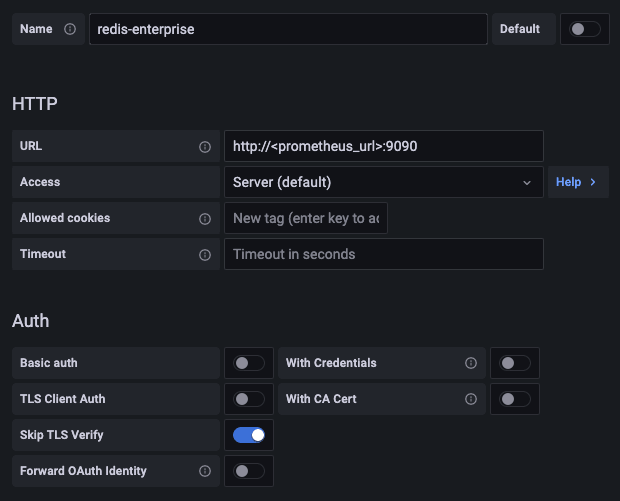 Name redis-enterprise Default
HTTP
URL http://<prometheus_url>:9090
Access Server (default) Help >
Allowed cookies New tag (enter key to ac
Timeout Timeout in seconds
Auth
Basic auth With Credentials
TLS Client Auth With CA Cert
Skip TLS Verify
Forward OAuth Identity